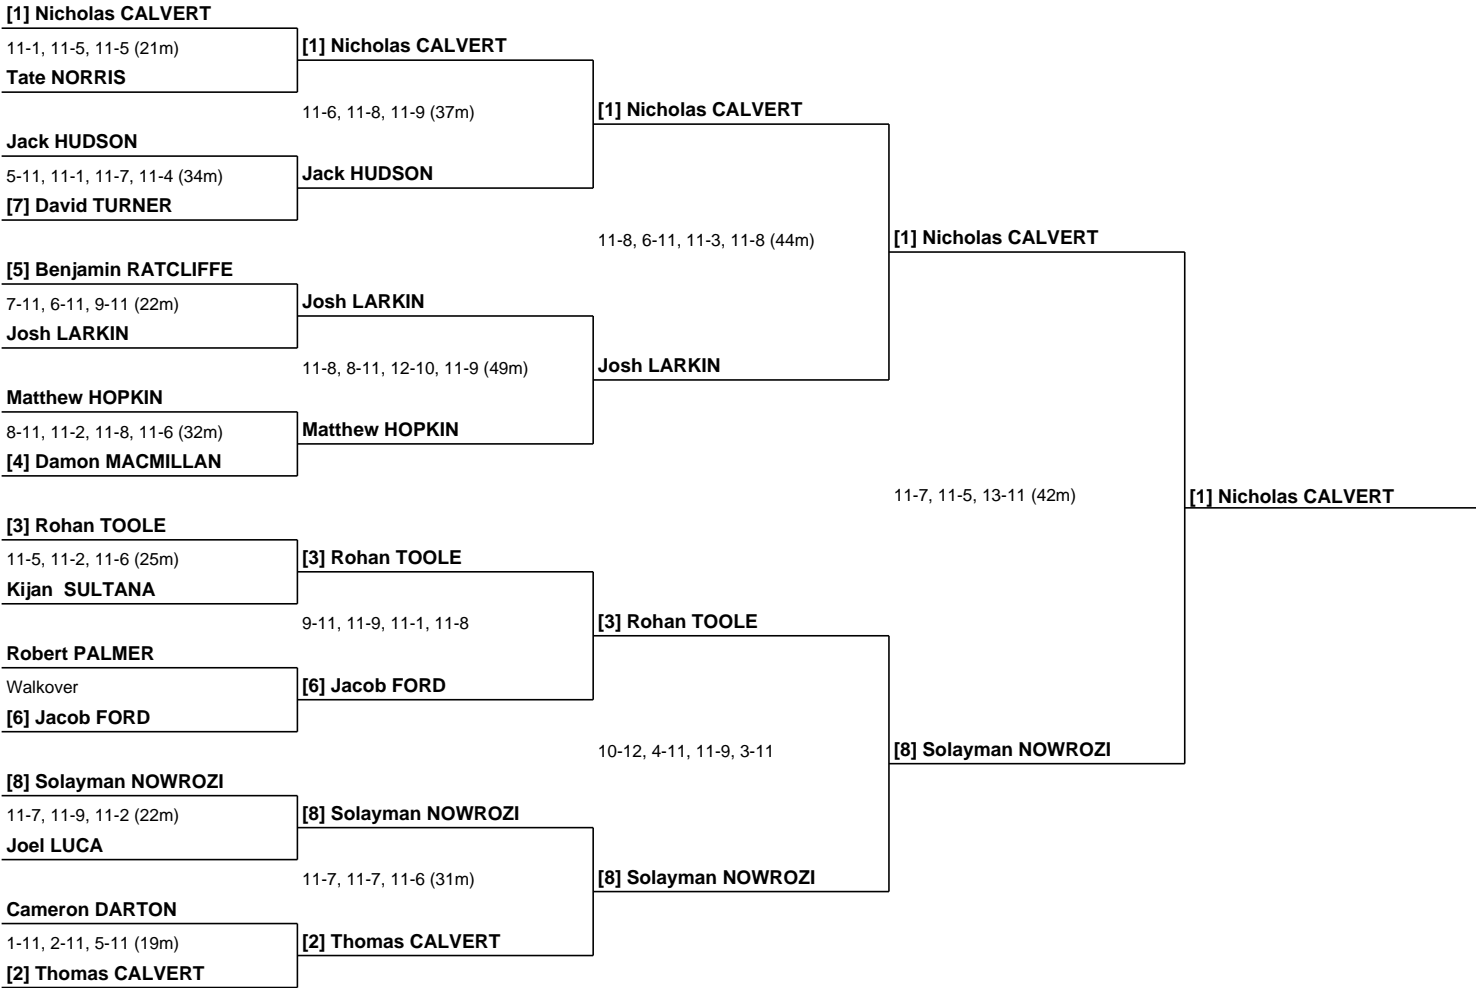 [1] Nicholas CALVERT
11-1, 11-5, 11-5 (21m)
Tate NORRIS
Jack HUDSON
5-11, 11-1, 11-7, 11-4 (34m)
[7] David TURNER
[5] Benjamin RATCLIFFE
7-11, 6-11, 9-11 (22m)
Josh LARKIN
Matthew HOPKIN
8-11, 11-2, 11-8, 11-6 (32m)
[4] Damon MACMILLAN
[3] Rohan TOOLE
11-5, 11-2, 11-6 (25m)
Kijan  SULTANA
Robert PALMER
Walkover
[6] Jacob FORD
[8] Solayman NOWROZI
11-7, 11-9, 11-2 (22m)
Joel LUCA
Cameron DARTON
1-11, 2-11, 5-11 (19m)
[2] Thomas CALVERT
[1] Nicholas CALVERT
11-6, 11-8, 11-9 (37m)
Jack HUDSON
Josh LARKIN
11-8, 8-11, 12-10, 11-9 (49m)
Matthew HOPKIN
[3] Rohan TOOLE
9-11, 11-9, 11-1, 11-8
[6] Jacob FORD
[8] Solayman NOWROZI
11-7, 11-7, 11-6 (31m)
[2] Thomas CALVERT
[1] Nicholas CALVERT
11-8, 6-11, 11-3, 11-8 (44m)
Josh LARKIN
[3] Rohan TOOLE
10-12, 4-11, 11-9, 3-11
[8] Solayman NOWROZI
[1] Nicholas CALVERT
11-7, 11-5, 13-11 (42m)
[8] Solayman NOWROZI
[1] Nicholas CALVERT